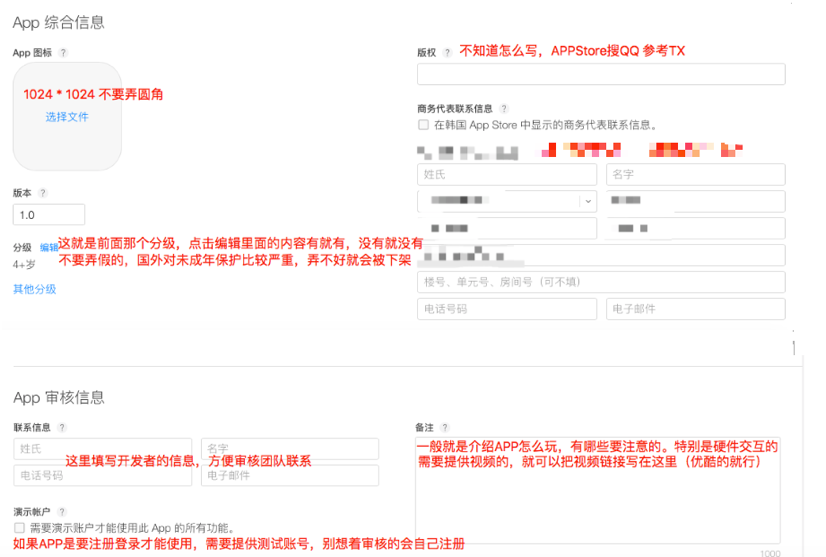 App 综合信息
App 图标 ?
1024 * 1024 不要弄圆角
选择文件
版本 ?
1.0
分级 编辑
这就是前面那个分级，点击编辑里面的内容有就有，没有就没有
不要弄假的，国外对未成年保护比较严重，弄不好就会被下架
4+岁
其他分级
版权 ? 不知道怎么写，APPStore搜QQ 参考TX
商务代表联系信息 ?
在韩国 App Store 中显示的商务代表联系信息。
姓氏 名字
楼号、单元号、房间号（可不填）
电话号码 电子邮件
App 审核信息
联系信息 ?
姓氏 名字
这里填写开发者的信息，方便审核团队联系
电话号码 电子邮件
演示帐户 ?
需要演示账户才能使用此 App 的所有功能。
如果APP是要注册登录才能使用，需要提供测试账号，别想着审核的会自己注册
备注 ?
一般就是介绍APP怎么玩，有哪些要注意的。特别是硬件交互的
需要提供视频的，就可以把视频链接写在这里（优酷的就行）
1000